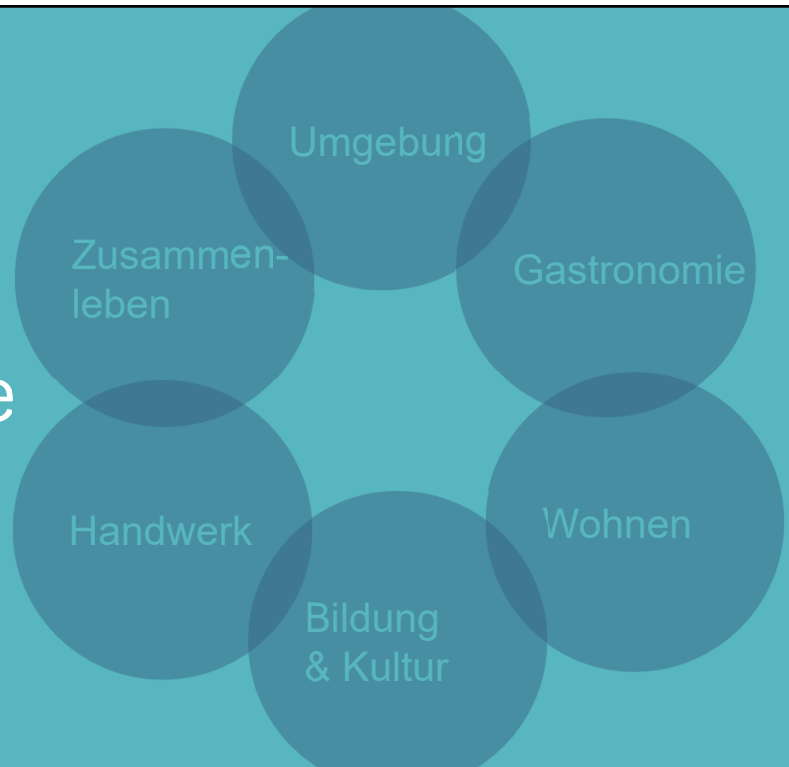 Umgebung
Zusammen-
leben
Gastronomie
e
Handwerk
Wohnen
Bildung
& Kultur